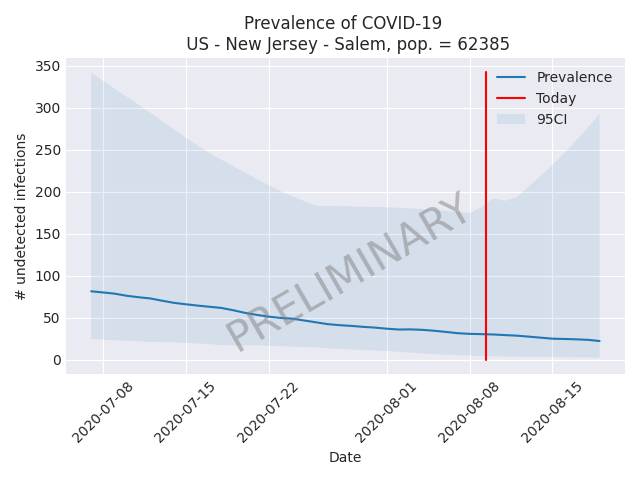 Prevalence of COVID-19
US - New Jersey - Salem, pop. = 62385
350
300
250
200
150
100
50
0
# undetected infections
Prevalence
Today
95CI
PRELIMINARY
2020-07-08
2020-07-15
2020-07-22
2020-08-01
2020-08-08
2020-08-15
Date